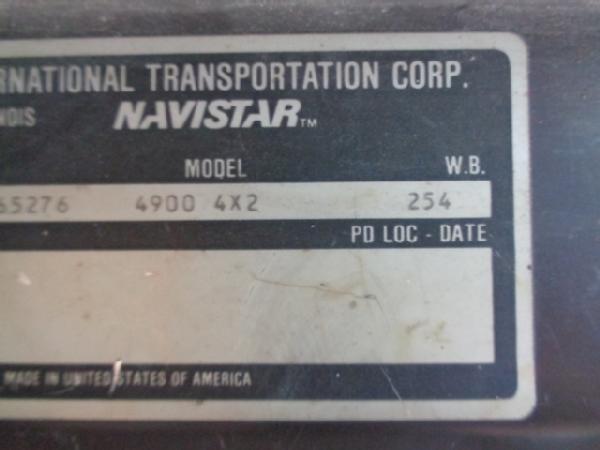 RNATIONAL TRANSPORTATION CORP.
NOIS NAVISTAR™
MODEL W.B.
65276 4900 4X2 254
PD LOC - DATE
MADE IN UNITED STATES OF AMERICA